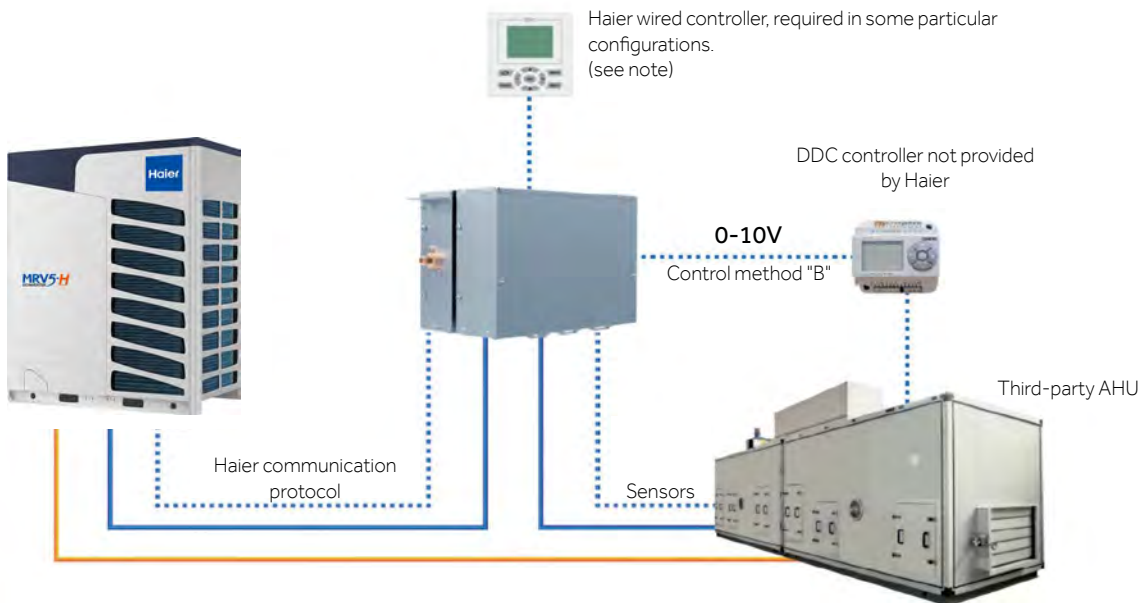 Haier wired controller, required in some particular
configurations.
(see note)
DDC controller not provided
by Haier
Haier
MRV5-H
0-10V
Control method "B"
Third-party AHU
Haier communication
protocol
Sensors